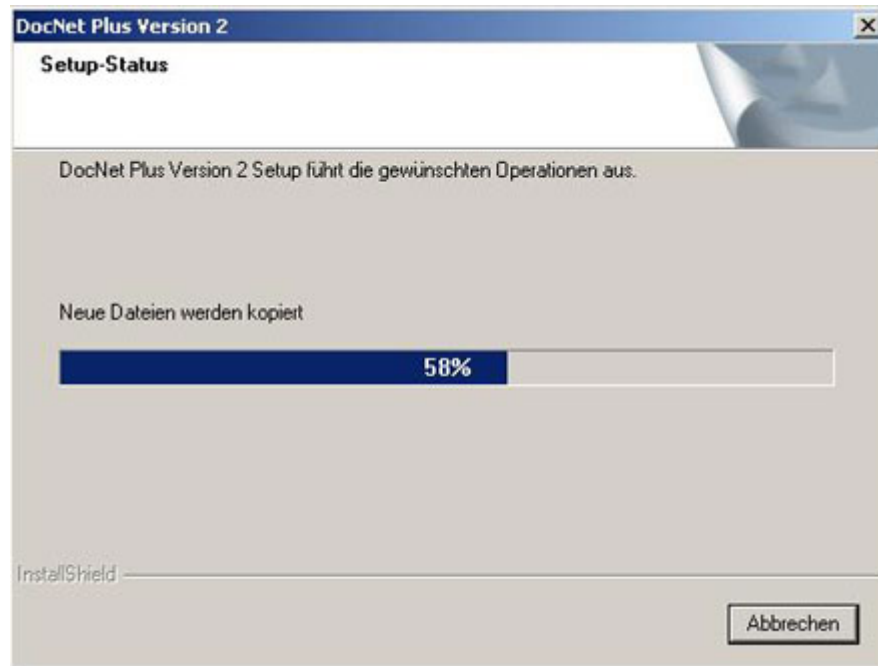 DocNet Plus Version 2
Setup-Status
DocNet Plus Version 2 Setup führt die gewünschten Operationen aus.
Neue Dateien werden kopiert
58%
InstallShield
Abbrechen